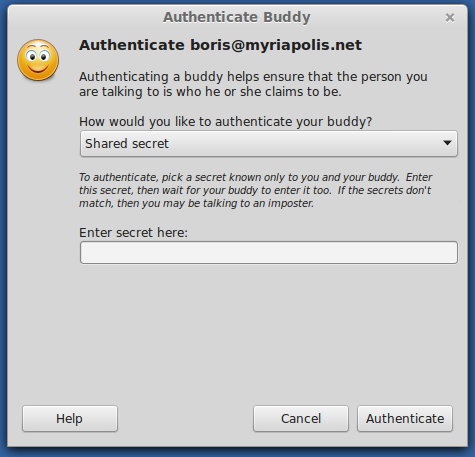 Authenticate Buddy
Authenticate boris@myriapolis.net
Authenticating a buddy helps ensure that the person you
are talking to is who he or she claims to be.
How would you like to authenticate your buddy?
Shared secret
To authenticate, pick a secret known only to you and your buddy.  Enter
this secret, then wait for your buddy to enter it too.  If the secrets don't
match, then you may be talking to an imposter.
Enter secret here:
Help
Cancel
Authenticate